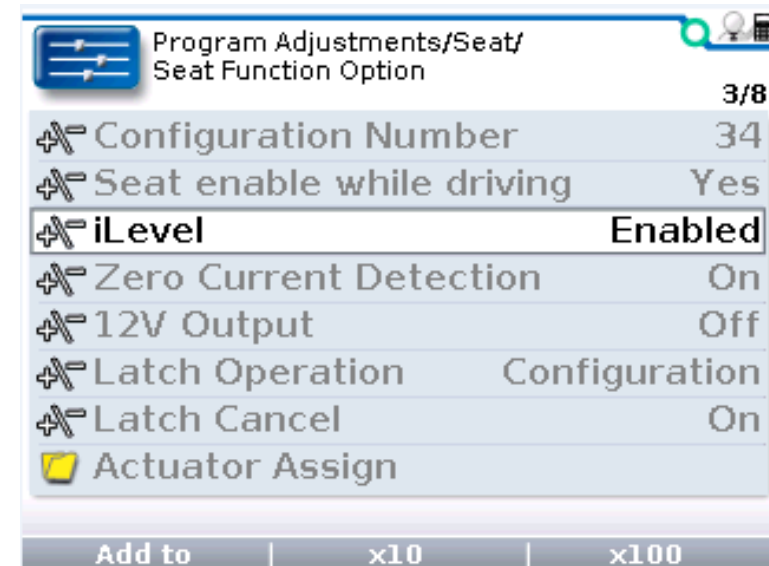 Program Adjustments/Seat/
Seat Function Option
3/8
Configuration Number 34
Seat enable while driving Yes
iLevel Enabled
Zero Current Detection On
12V Output Off
Latch Operation Configuration
Latch Cancel On
Actuator Assign
Add to | x10 | x100